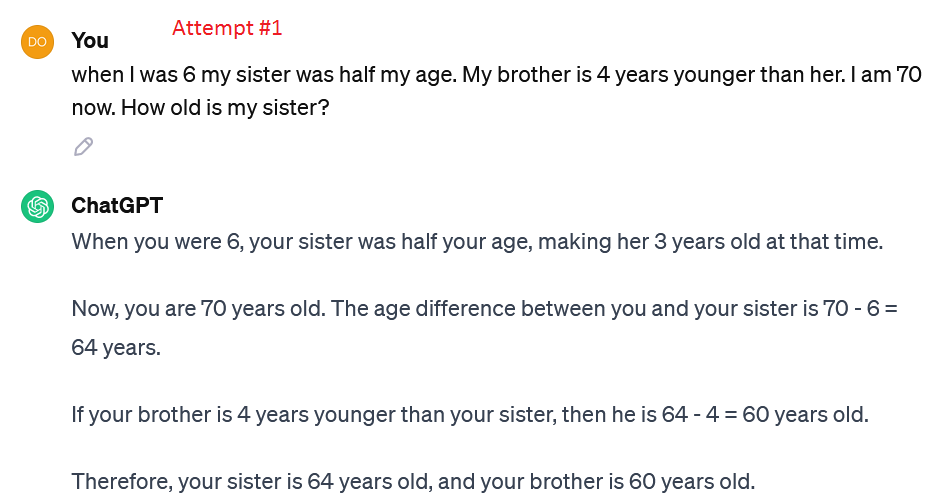 Attempt #1
DO
You
when I was 6 my sister was half my age. My brother is 4 years younger than her. I am 70
now. How old is my sister?
ChatGPT
When you were 6, your sister was half your age, making her 3 years old at that time.
Now, you are 70 years old. The age difference between you and your sister is 70 - 6 =
64 years.
If your brother is 4 years younger than your sister, then he is 64 - 4 = 60 years old.
Therefore, your sister is 64 years old, and your brother is 60 years old.